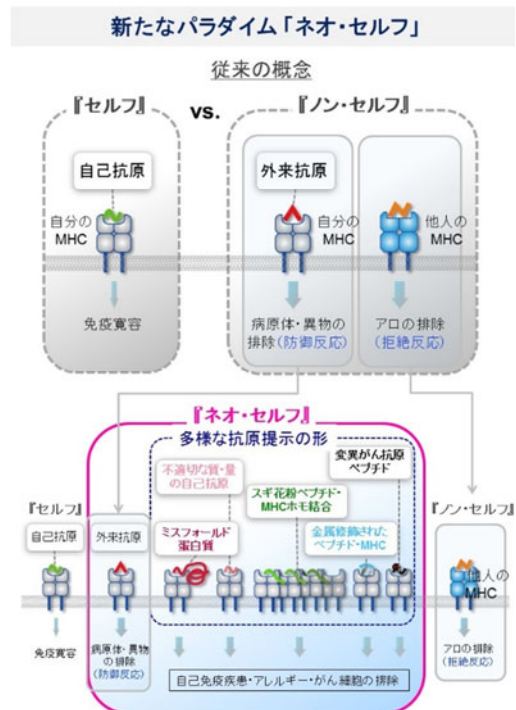 新たなパラダイム「ネオ・セルフ」
従来の概念
『セルフ』
vs.
『ノン・セルフ』
自己抗原
外来抗原
自分の
MHC
自分の
MHC
他人の
MHC
免疫寛容
病原体・異物の
排除(防御反応)
アロの排除
(拒絶反応)
『ネオ・セルフ』
多様な抗原提示の形
不適切な質・量
の自己抗原
変異がん抗原
ペプチド
スギ花粉ペプチド・
MHCホモ結合
『セルフ』
自己抗原
外来抗原
ミスフォールド
蛋白質
金属修飾された
ペプチド・MHC
『ノン・セルフ』
他人の
MHC
免疫寛容
病原体・異物
の排除
(防御反応)
アロの排除
(拒絶反応)
自己免疫疾患・アレルギー・がん細胞の排除